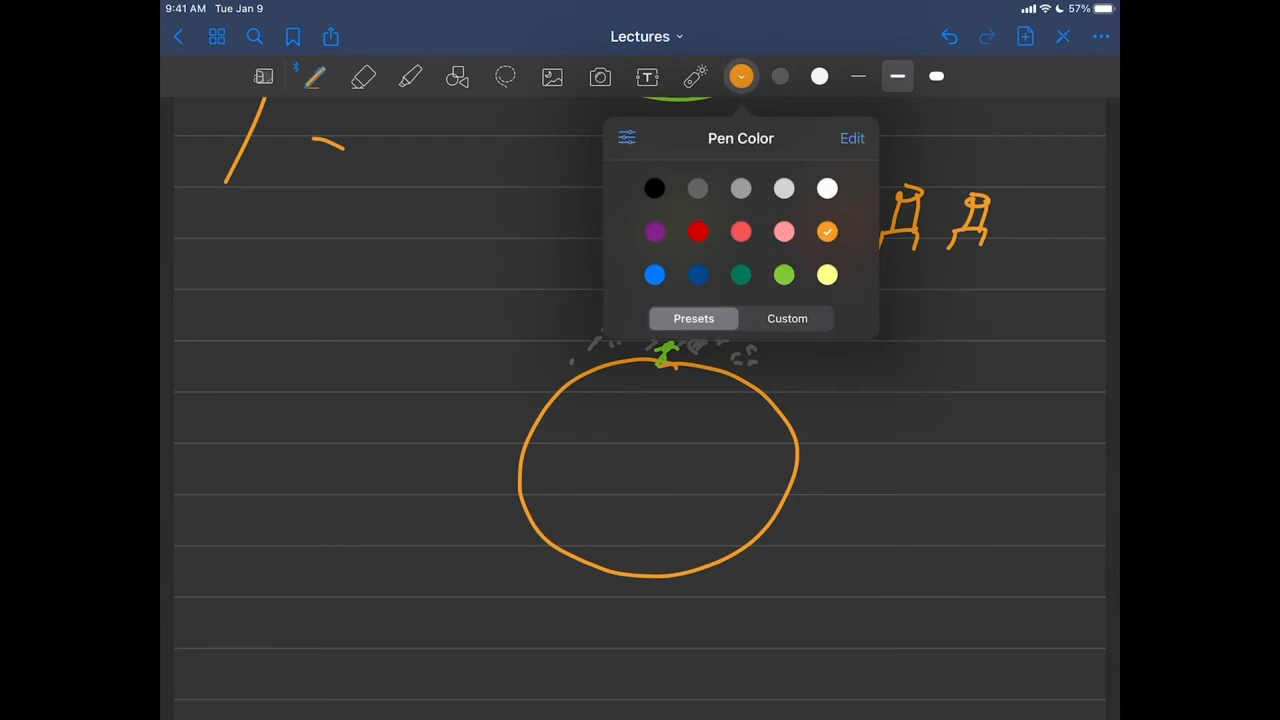 9:41 AM Tue Jan 9
57%
Lectures
T
Pen Color
Edit
Presets
Custom